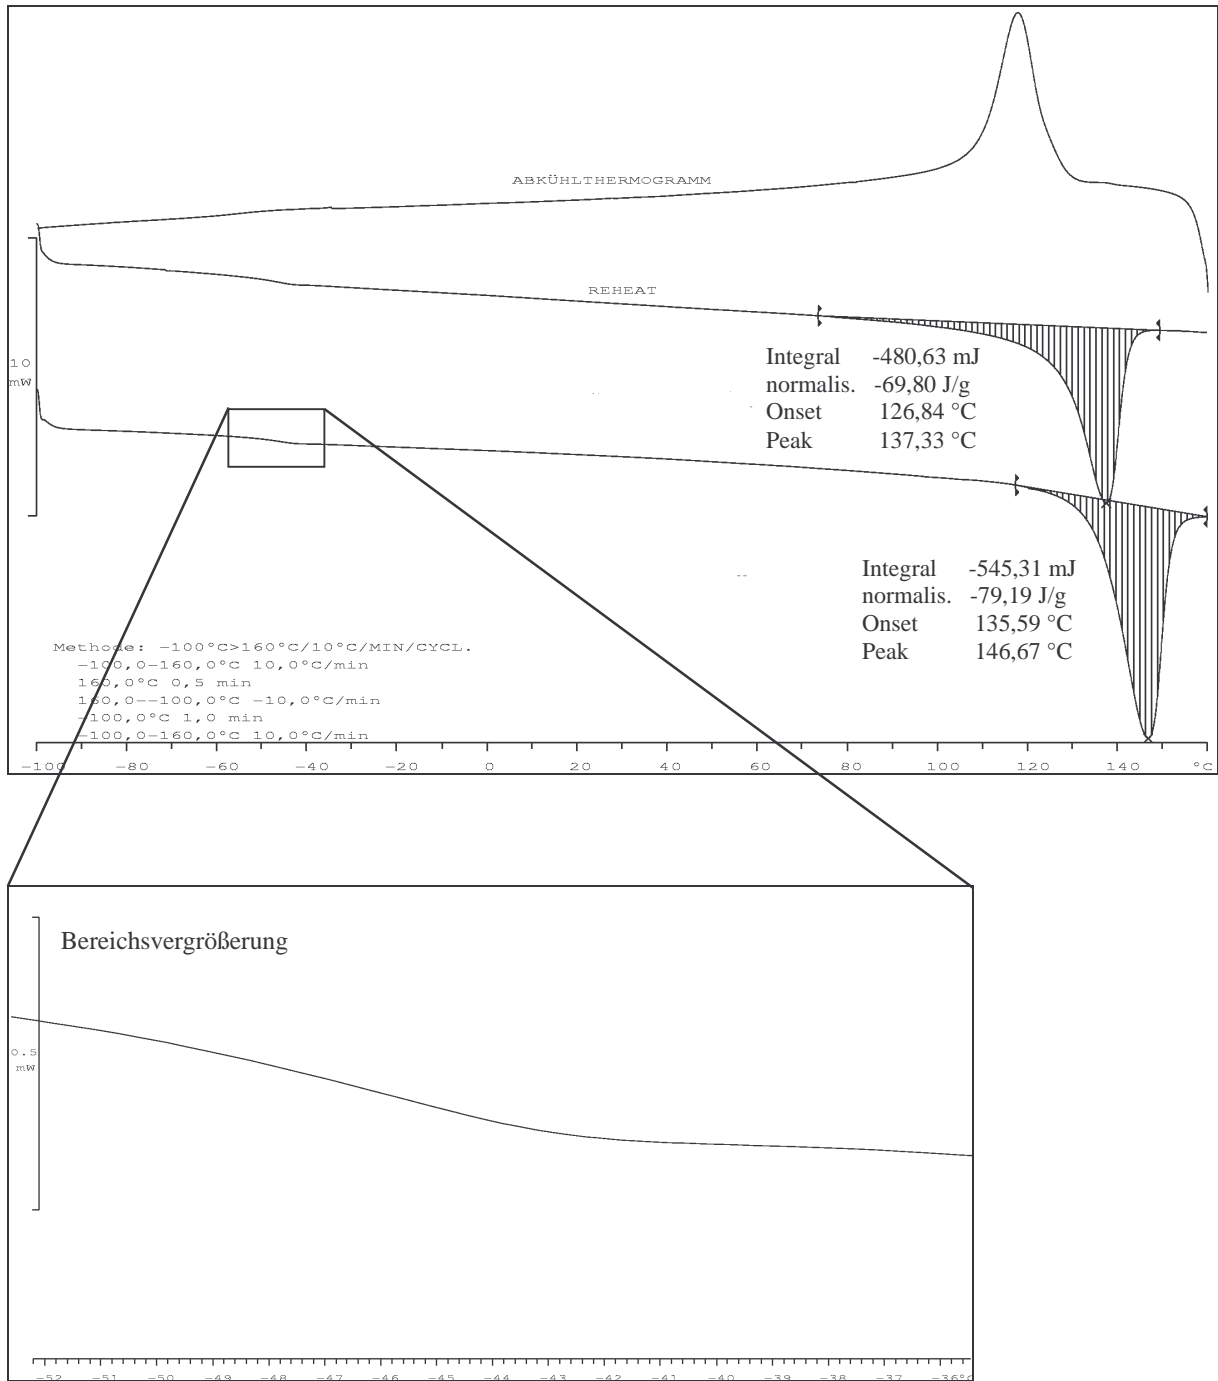 ABKÜHLTHERMOGRAMM
REHEAT
10
mW
Integral -480,63 mJ
normalis. -69,80 J/g
Onset 126,84 °C
Peak 137,33 °C
Integral -545,31 mJ
normalis. -79,19 J/g
Onset 135,59 °C
Peak 146,67 °C
Methode: -100°C>160°C/10°C/MIN/CYCL.
-100,0-160,0°C 10,0°C/min
160,0°C 0,5 min
160,0--100,0°C -10,0°C/min
-100,0°C 1,0 min
-100,0-160,0°C 10,0°C/min
-100 -80 -60 -40 -20 0 20 40 60 80 100 120 140 °C
Bereichsvergrößerung
0.5
mW
-52 -51 -50 -49 -48 -47 -46 -45 -44 -43 -42 -41 -40 -39 -38 -37 -36°C